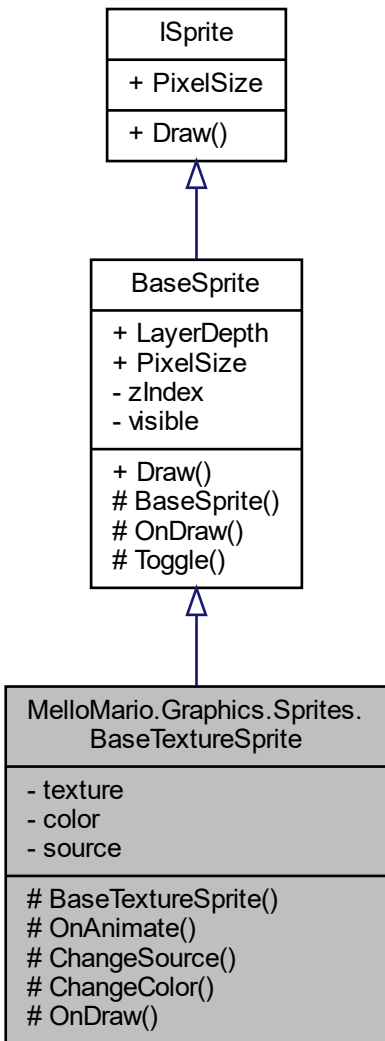 ISprite
+ PixelSize
+ Draw()
BaseSprite
+ LayerDepth
+ PixelSize
- zIndex
- visible
+ Draw()
# BaseSprite()
# OnDraw()
# Toggle()
MelloMario.Graphics.Sprites.
BaseTextureSprite
- texture
- color
- source
# BaseTextureSprite()
# OnAnimate()
# ChangeSource()
# ChangeColor()
# OnDraw()